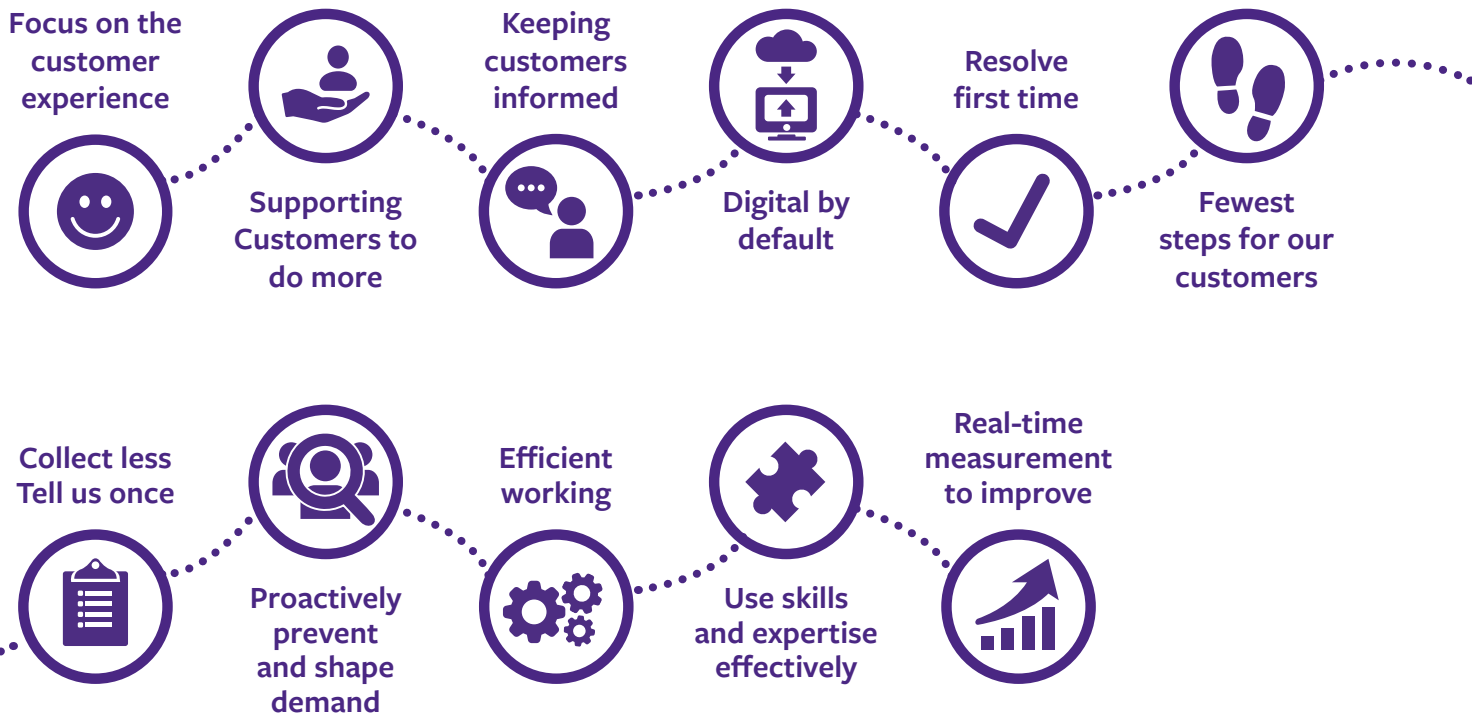 Focus on the
customer
experience
Supporting
Customers to
do more
Keeping
customers
informed
Digital by
default
Resolve
first time
Fewest
steps for our
customers
Collect less
Tell us once
Proactively
prevent
and shape
demand
Efficient
working
Use skills
and expertise
effectively
Real-time
measurement
to improve